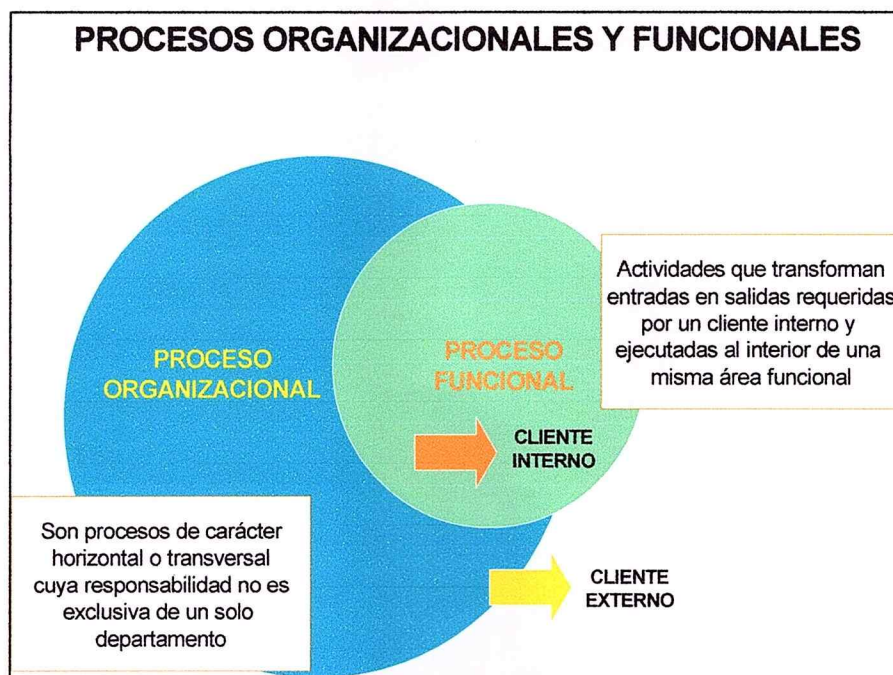 PROCESOS ORGANIZACIONALES Y FUNCIONALES
Actividades que transforman
entradas en salidas requeridas
por un cliente interno y
ejecutadas al interior de una
misma área funcional
PROCESO
ORGANIZACIONAL
PROCESO
FUNCIONAL
CLIENTE
INTERNO
Son procesos de carácter
horizontal o transversal
cuya responsabilidad no es
exclusiva de un solo
departamento
CLIENTE
EXTERNO